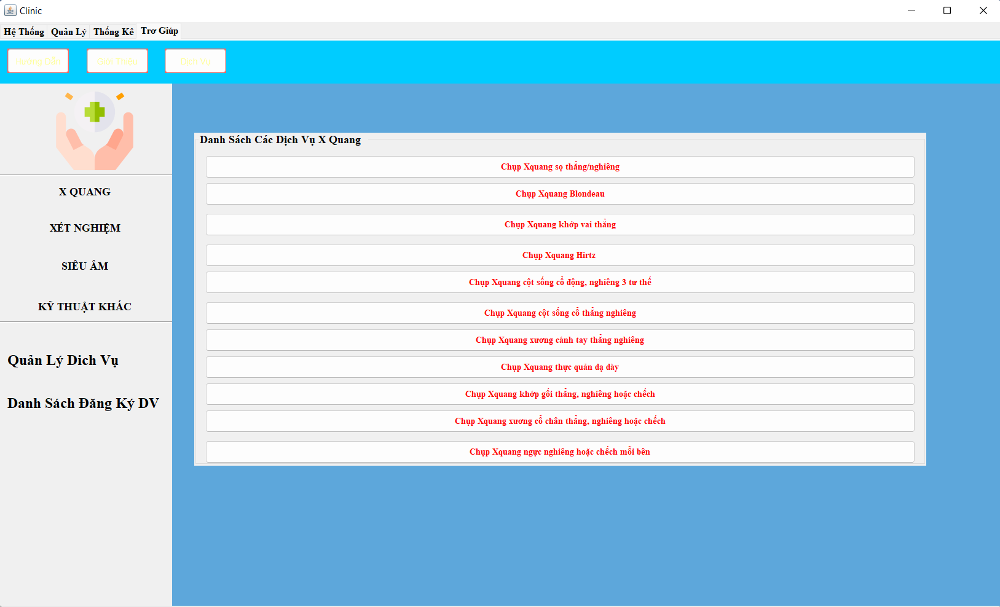 Clinic
Hệ Thống Quản Lý Thống Kê Trợ Giúp
Hướng Dẫn Giới Thiệu Dịch Vụ
X QUANG
XÉT NGHIỆM
SIÊU ÂM
KỸ THUẬT KHÁC
Quản Lý Dich Vụ
Danh Sách Đăng Ký DV
Danh Sách Các Dịch Vụ X Quang
Chụp Xquang sọ thẳng/nghiêng
Chụp Xquang Blondeau
Chụp Xquang khớp vai thẳng
Chụp Xquang Hirtz
Chụp Xquang cột sống cổ động, nghiêng 3 tư thế
Chụp Xquang cột sống cổ thẳng nghiêng
Chụp Xquang xương cánh tay thẳng nghiêng
Chụp Xquang thực quản dạ dày
Chụp Xquang khớp gối thẳng, nghiêng hoặc chếch
Chụp Xquang xương cổ chân thẳng, nghiêng hoặc chếch
Chụp Xquang ngực nghiêng hoặc chếch mỗi bên